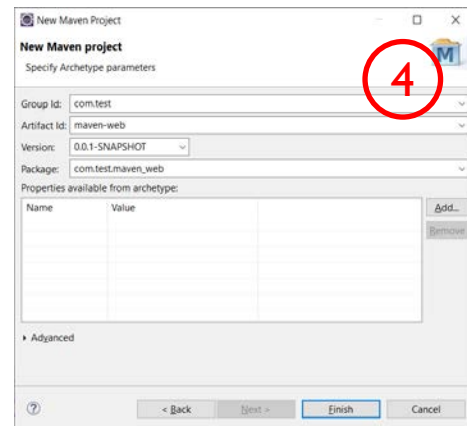 New Maven Project
New Maven project
Specify Archetype parameters
M
4
Group Id: com.test
Artifact Id: maven-web
Version: 0.0.1-SNAPSHOT
Package: com.test.maven_web
Properties available from archetype:
Name Value
Add...
Remove
Advanced
? < Back Next > Finish Cancel